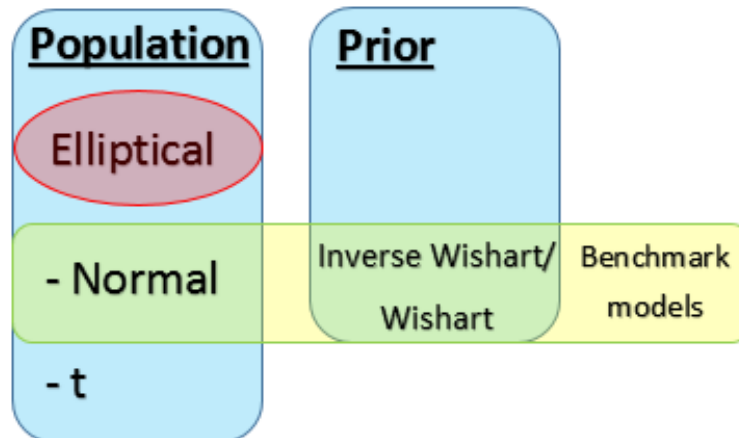 Population
Prior
Elliptical
- Normal
Inverse Wishart/
Wishart
Benchmark
models
- t